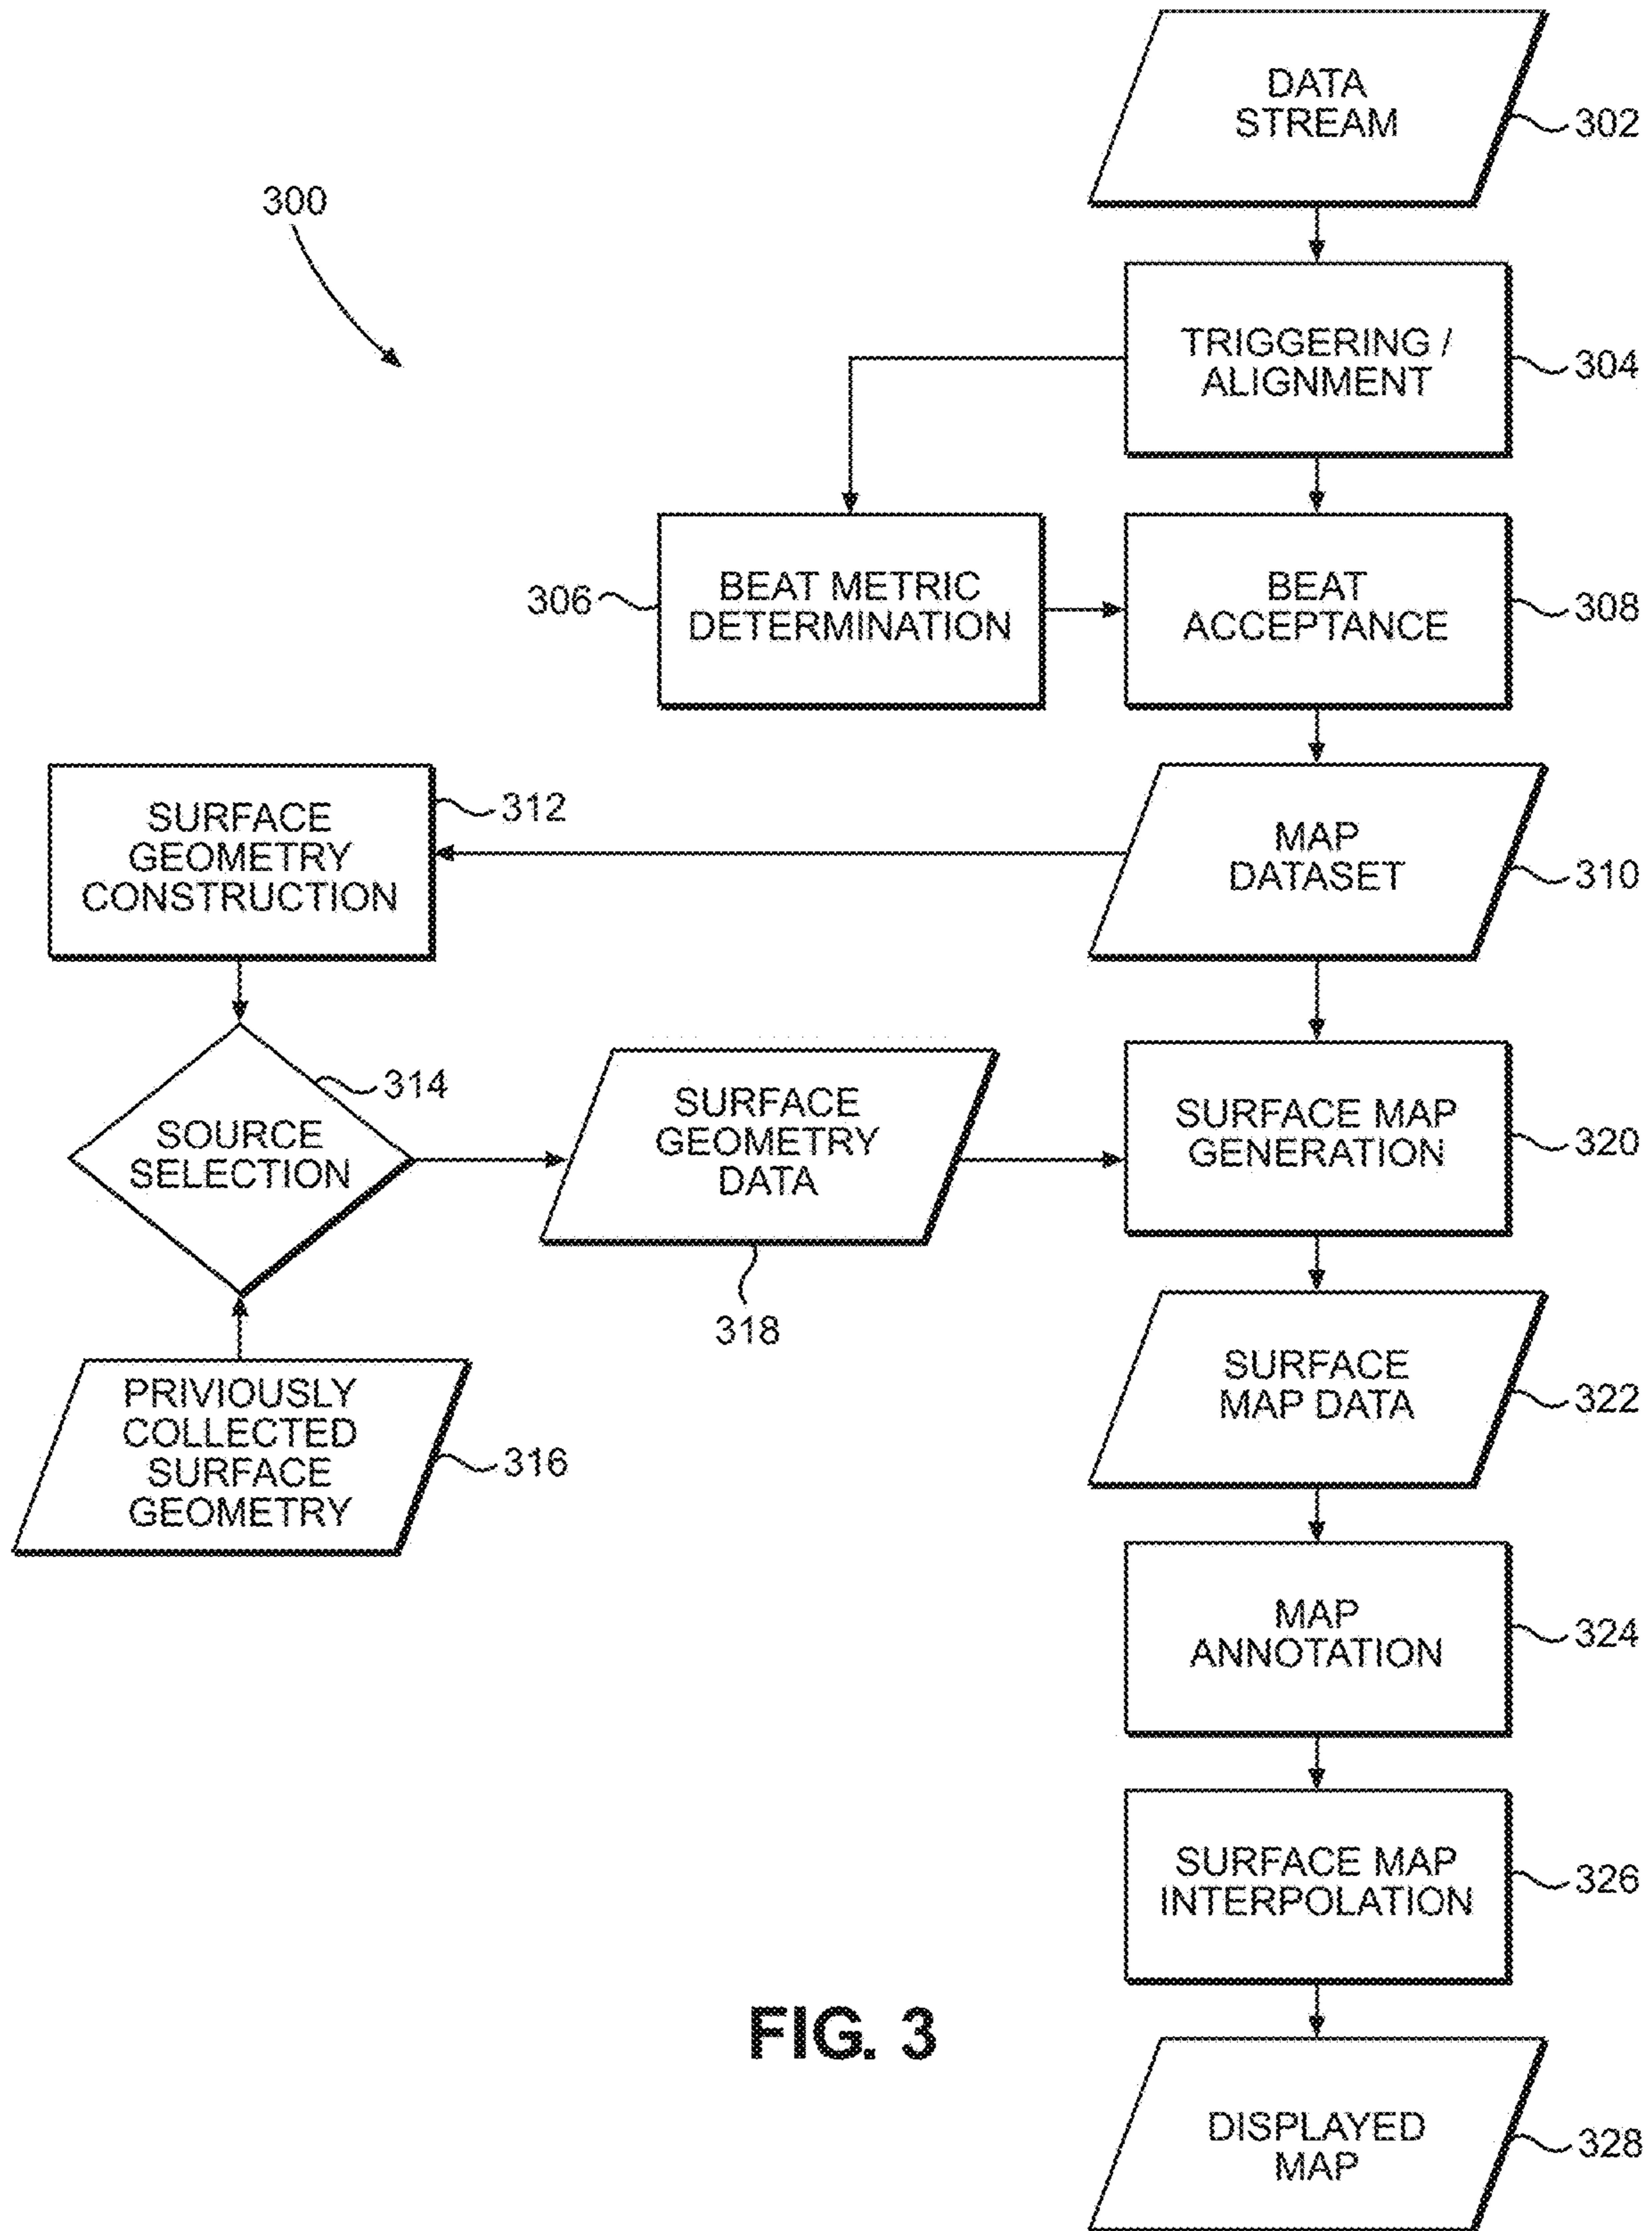 DATA
STREAM
302
300
TRIGGERING /
ALIGNMENT
304
306
BEAT METRIC
DETERMINATION
BEAT
ACCEPTANCE
308
SURFACE
GEOMETRY
CONSTRUCTION
312
MAP
DATASET
310
314
SOURCE
SELECTION
SURFACE
GEOMETRY
DATA
318
SURFACE MAP
GENERATION
320
PRIVIOUSLY
COLLECTED
SURFACE
GEOMETRY
316
SURFACE
MAP DATA
322
MAP
ANNOTATION
324
SURFACE MAP
INTERPOLATION
326
FIG. 3
DISPLAYED
MAP
328